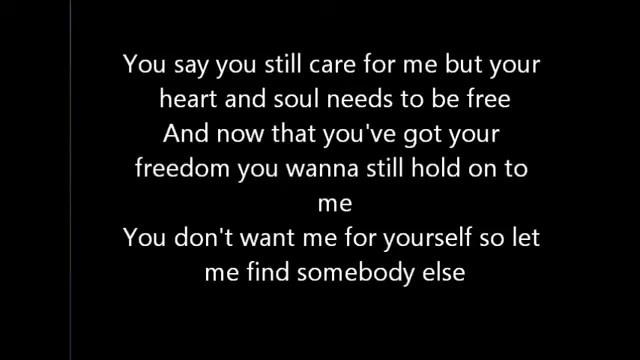 You say you still care for me but your
heart and soul needs to be free
And now that you've got your
freedom you wanna still hold on to
me
You don't want me for yourself so let
me find somebody else